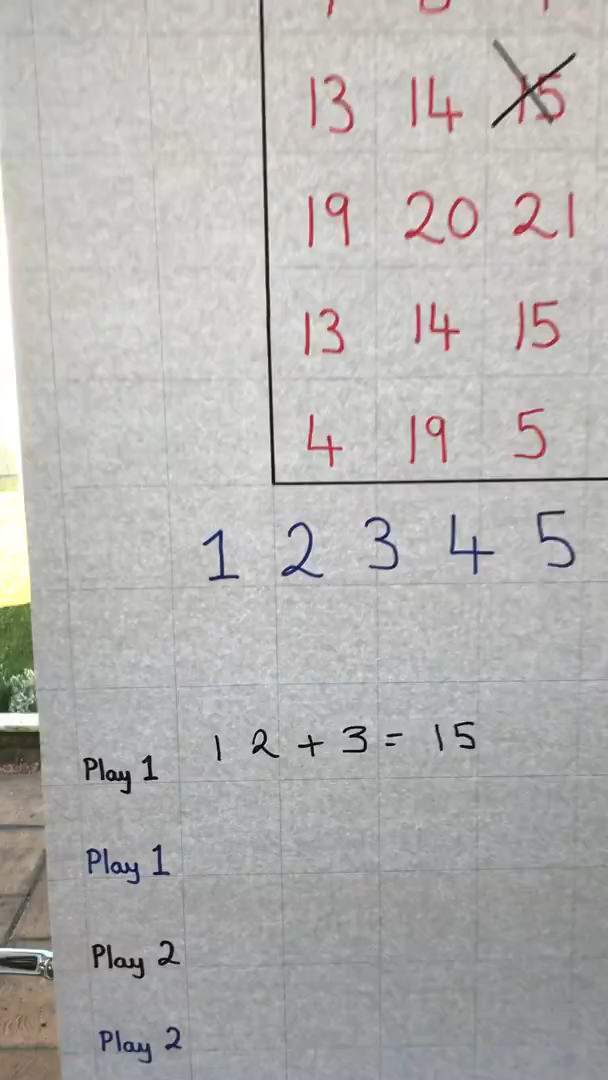 13 14 15
19 20 21
13 14 15
4 19 5
1 2 3 4 5
Play 1 1 2 + 3 = 15
Play 1
Play 2
Play 2